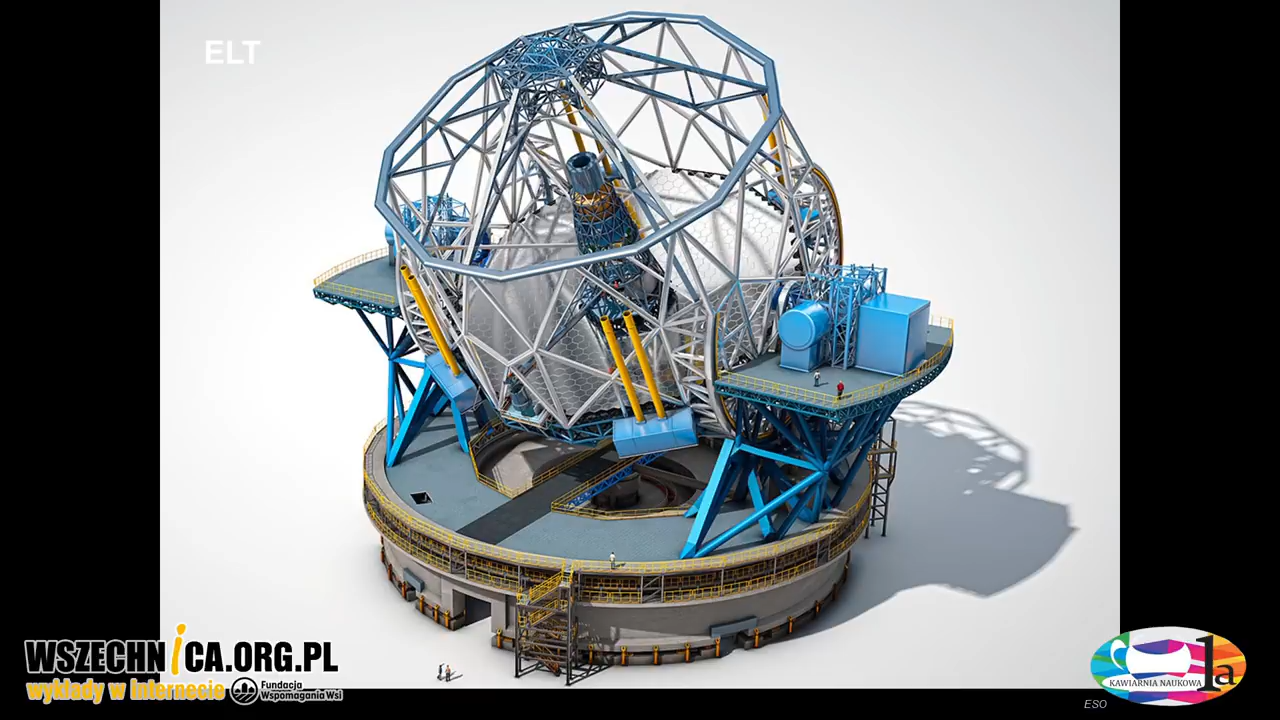 ELT
WSZECHNiCA.ORG.PL
wykłady w internecie
Fundacja
Wspomagania Wsi
KAWIARNIA NAUKOWA 1a
ESO